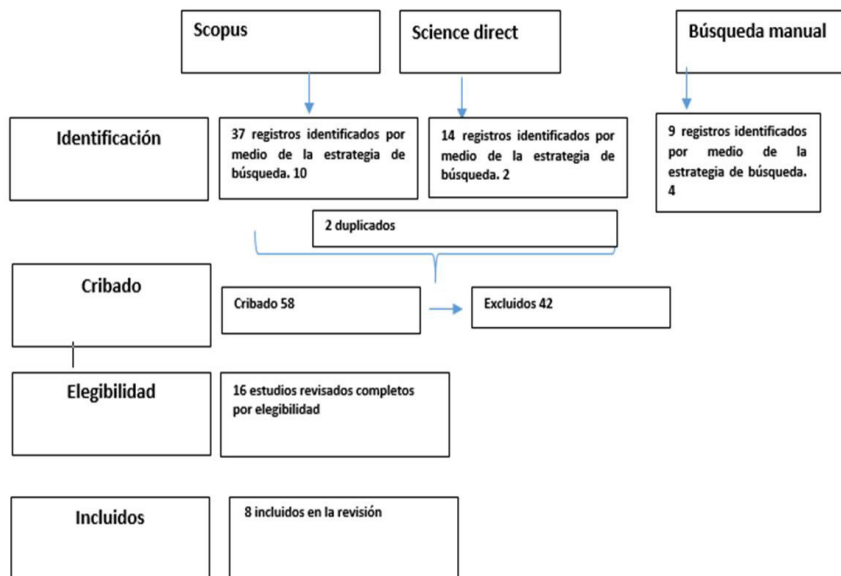 Scopus
Science direct
Búsqueda manual
Identificación
37 registros identificados por
medio de la estrategia de
búsqueda. 10
14 registros identificados por
medio de la estrategia de
búsqueda. 2
9 registros identificados
por medio de la
estrategia de búsqueda.
4
2 duplicados
Cribado
Cribado 58
Excluidos 42
Elegibilidad
16 estudios revisados completos
por elegibilidad
Incluidos
8 incluidos en la revisión